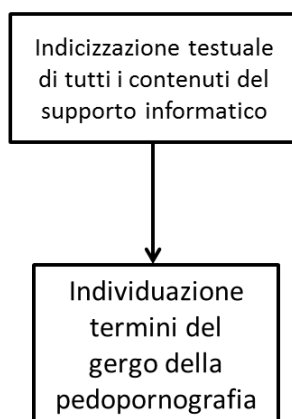 Indicizzazione testuale
di tutti i contenuti del
supporto informatico
Individuazione
termini del
gergo della
pedopornografia